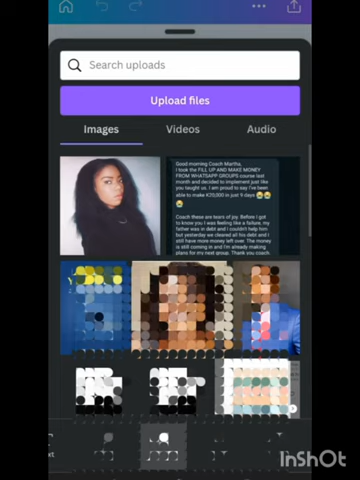 Search uploads
Upload files
Images Videos Audio
Good morning Coach Martha,
I took the FILL UP AND MAKE MONEY
FROM WHATSAPP GROUPS course last
month and decided to implement just like
you taught us. I am proud to say I've been
able to make ₦39,000 in just 9 days 😭😭
😭
Coach these are tears of joy. Before I got
to know you I was feeling like a failure, my
father was in debt and I couldn't help him
but yesterday we cleared all his debt and
I still have more money left over. The money
is still coming in and I'm already making
plans for my next group. Thank you coach
InShOt